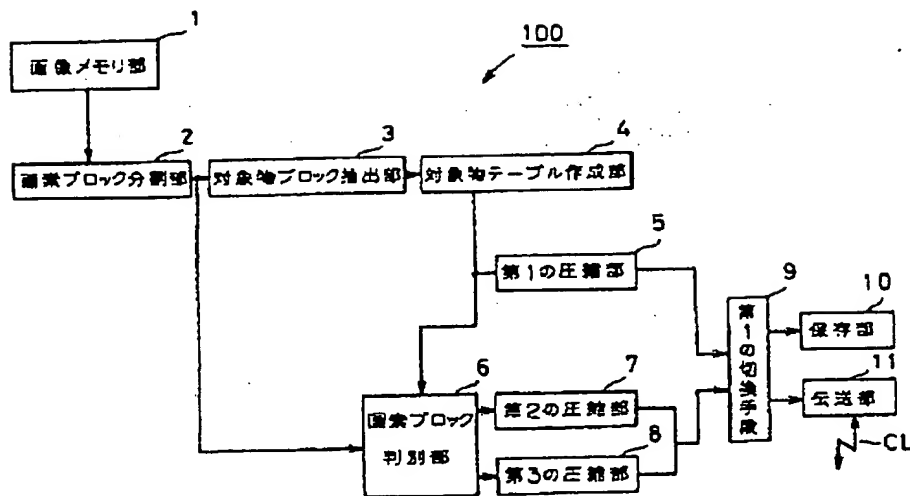 100
1
画像メモリ部
2
画素ブロック分割部
3
対象物ブロック抽出部
4
対象物テーブル作成部
5
第1の圧縮部
6
画素ブロック
判別部
7
第2の圧縮部
8
第3の圧縮部
9
第1の切換手段
10
保存部
11
伝送部
CL